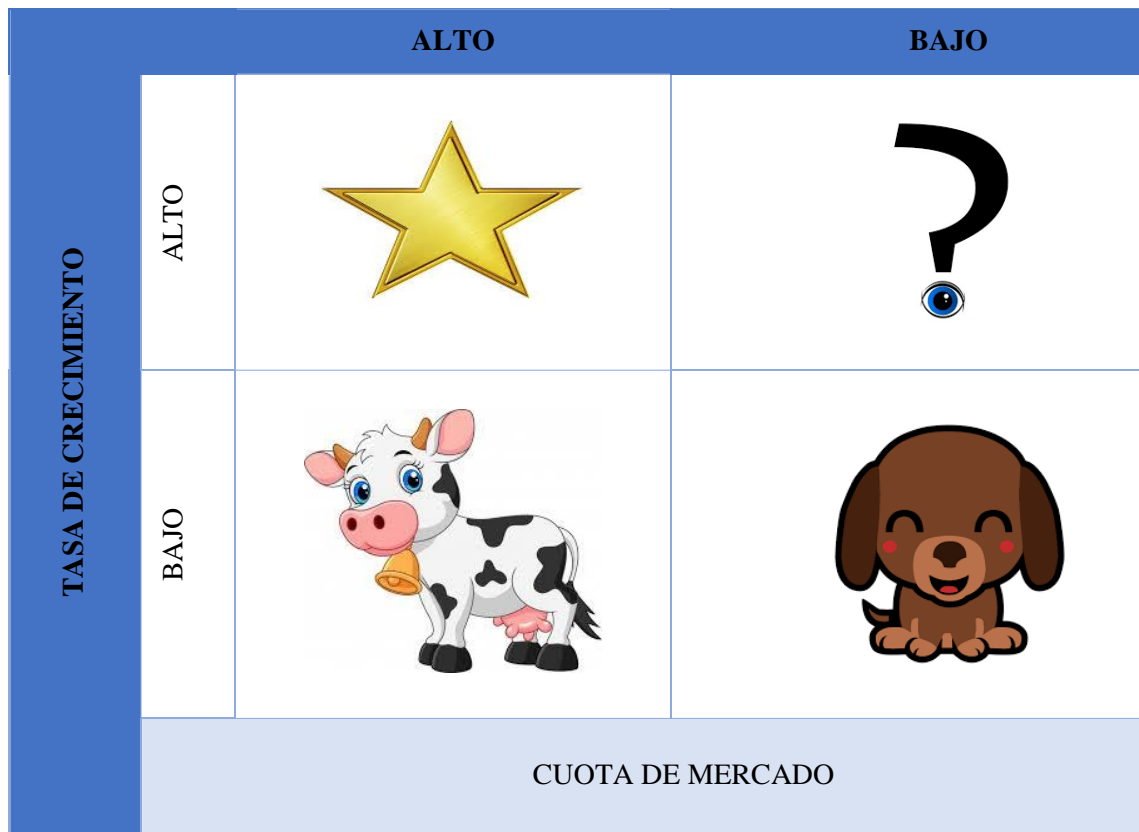 ALTO
BAJO
TASA DE CRECIMIENTO
ALTO
?
BAJO
CUOTA DE MERCADO